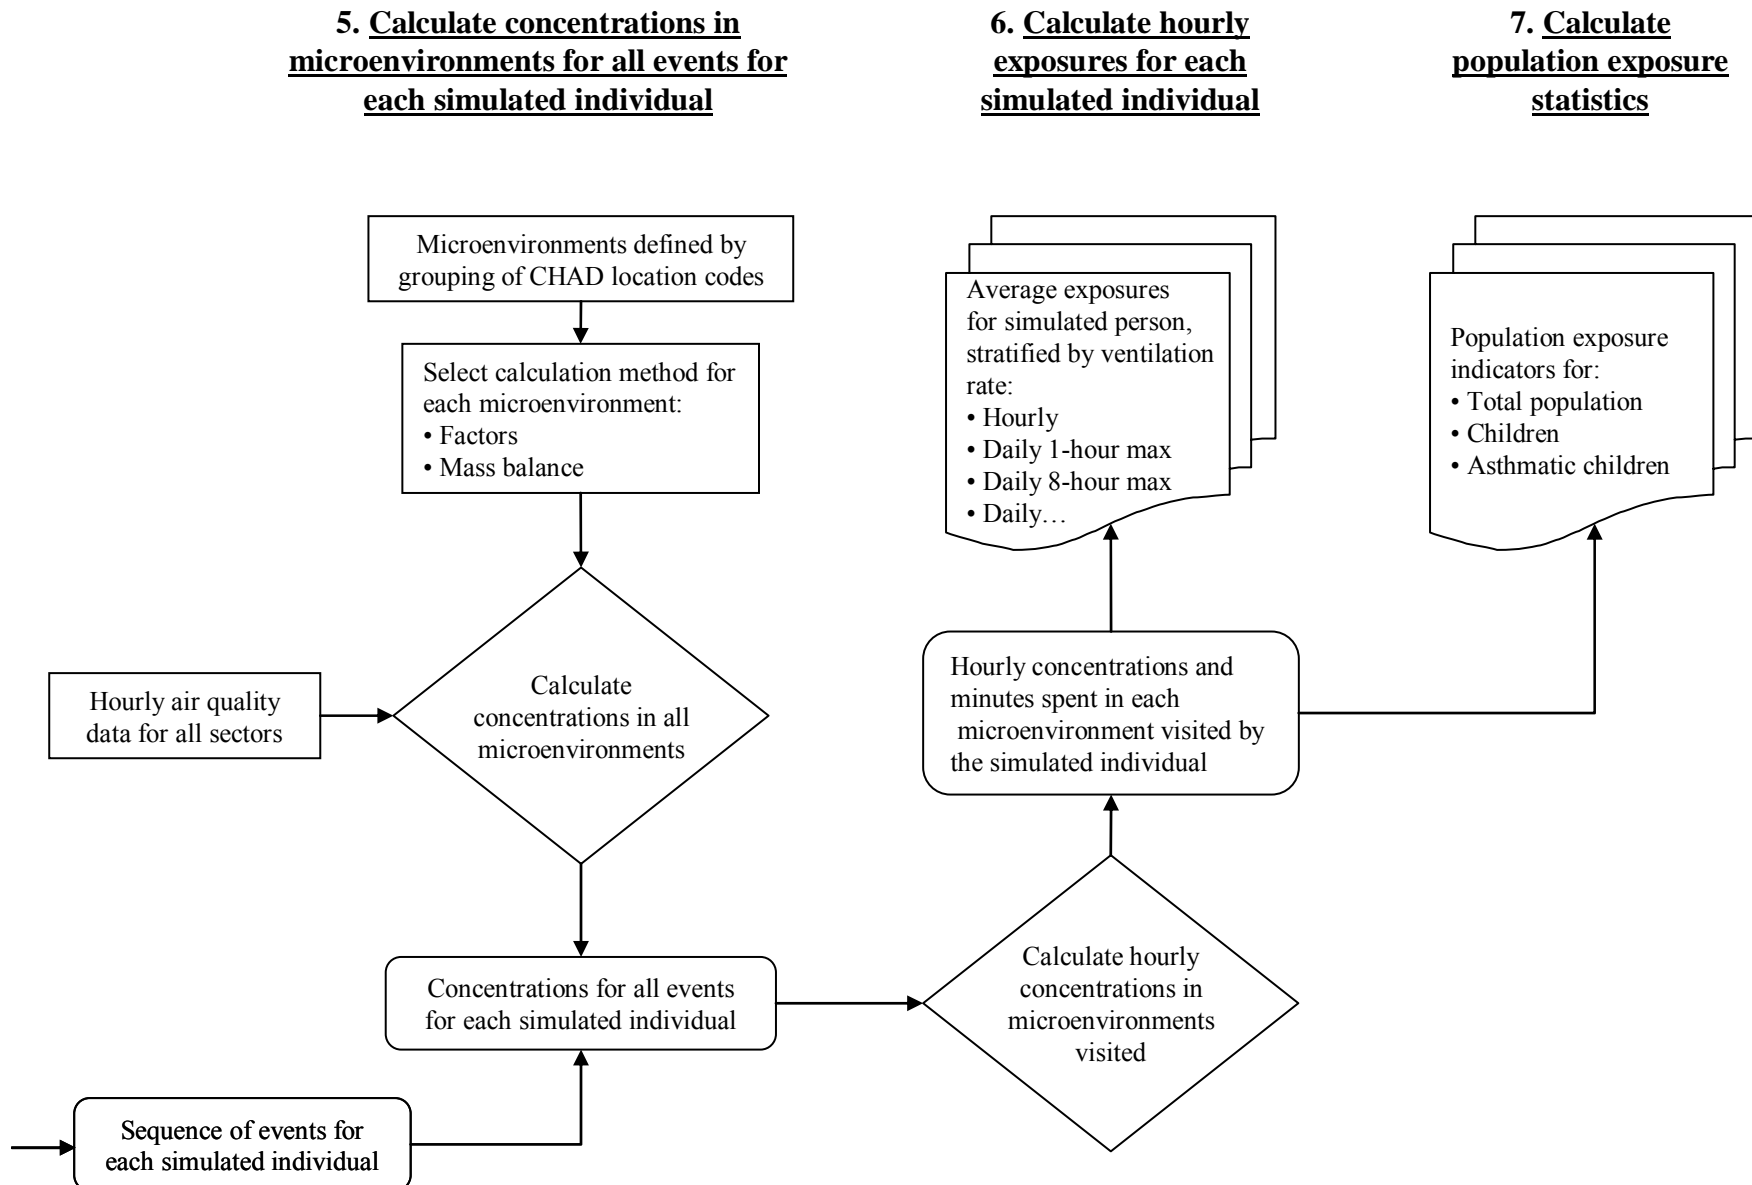 5. Calculate concentrations in
microenvironments for all events for
each simulated individual
6. Calculate hourly
exposures for each
simulated individual
7. Calculate
population exposure
statistics
Microenvironments defined by
grouping of CHAD location codes
Select calculation method for
each microenvironment:
• Factors
• Mass balance
Hourly air quality
data for all sectors
Calculate
concentrations in all
microenvironments
Concentrations for all events
for each simulated individual
Sequence of events for
each simulated individual
Average exposures
for simulated person,
stratified by ventilation
rate:
• Hourly
• Daily 1-hour max
• Daily 8-hour max
• Daily…
Hourly concentrations and
minutes spent in each
microenvironment visited by
the simulated individual
Calculate hourly
concentrations in
microenvironments
visited
Population exposure
indicators for:
• Total population
• Children
• Asthmatic children